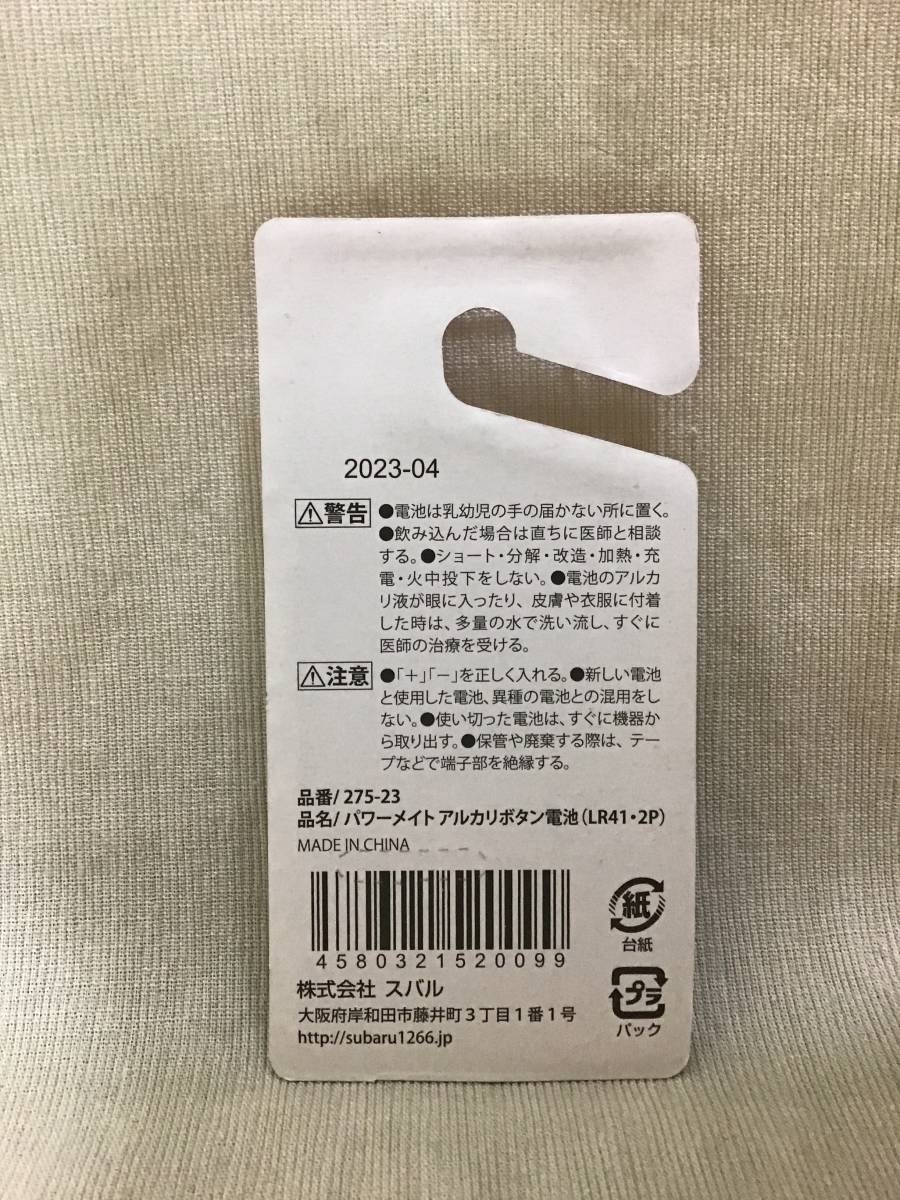 2023-04
⚠警告 ●電池は乳幼児の手の届かない所に置く。
●飲み込んだ場合は直ちに医師と相談
する。●ショート・分解・改造・加熱・充
電・火中投下をしない。●電池のアルカ
リ液が眼に入ったり、皮膚や衣服に付着
した時は、多量の水で洗い流し、すぐに
医師の治療を受ける。
⚠注意 ●「＋」「－」を正しく入れる。●新しい電池
と使用した電池、異種の電池との混用をし
ない。●使い切った電池は、すぐに機器か
ら取り出す。●保管や廃棄する際は、テー
プなどで端子部を絶縁する。
品番/ 275-23
品名/ パワーメイト アルカリボタン電池（LR41・2P）
MADE IN CHINA
4580321520099
紙
台紙
株式会社 スバル
プラ
大阪府岸和田市藤井町３丁目１番１号
パック
http://subaru1266.jp